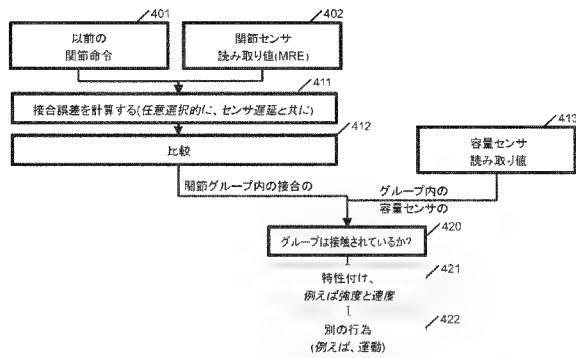 401
以前の
関節命令
402
関節センサ
読み取り値(MRE)
411
接合誤差を計算する(任意選択的に、センサ遅延と共に)
412
比較
413
容量センサ
読み取り値
関節グループ内の接合の
グループ内の
容量センサの
420
グループは接触されているか?
421
特性付け、
例えば強度と速度
422
別の行為
(例えば、運動)